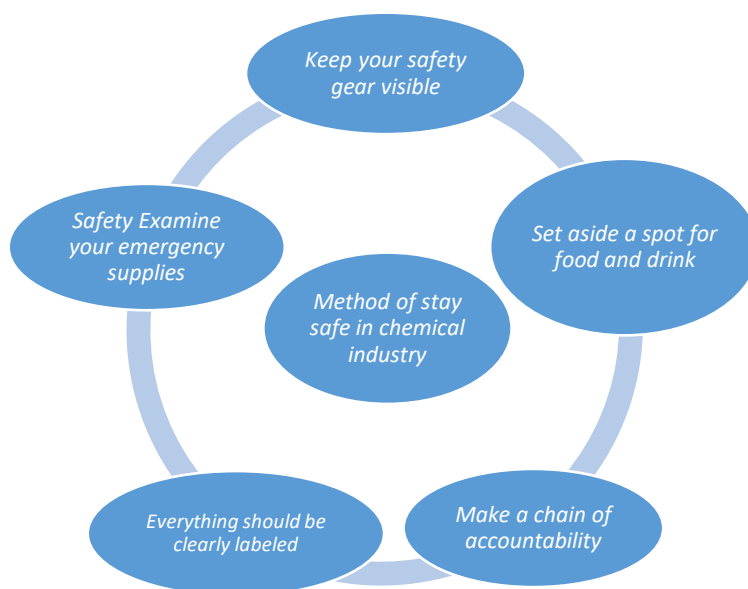 Keep your safety
gear visible
Set aside a spot for
food and drink
Safety Examine
your emergency
supplies
Method of stay
safe in chemical
industry
Make a chain of
accountability
Everything should be
clearly labeled